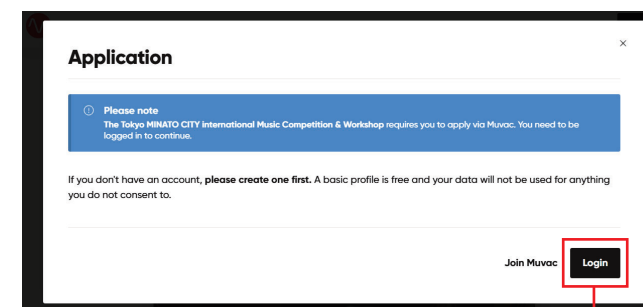 ×
Application
Please note
The Tokyo MINATO CITY international Music Competition & Workshop requires you to apply via Muvac. You need to be
logged in to continue.
If you don't have an account, please create one first. A basic profile is free and your data will not be used for anything
you do not consent to.
Join Muvac Login